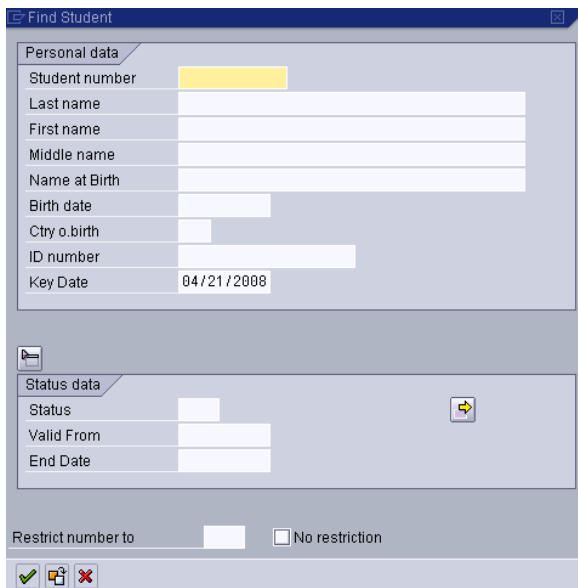 Find Student
Personal data
Student number
Last name
First name
Middle name
Name at Birth
Birth date
Ctry o.birth
ID number
Key Date 04/21/2008
Status data
Status
Valid From
End Date
Restrict number to No restriction